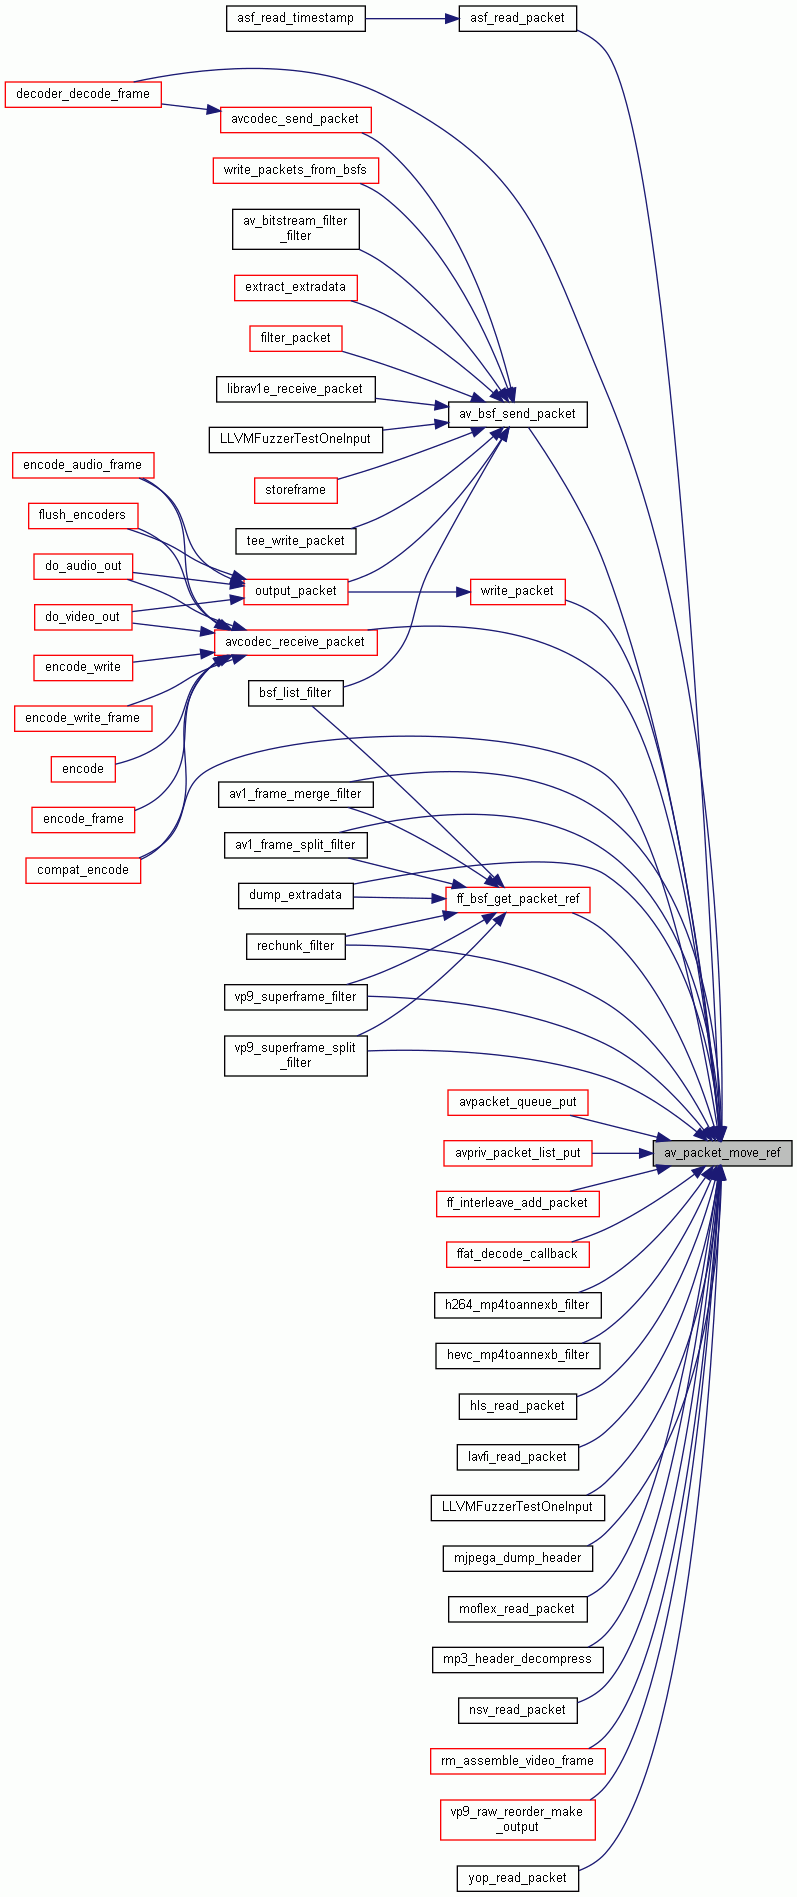 asf_read_timestamp
asf_read_packet
decoder_decode_frame
avcodec_send_packet
write_packets_from_bsfs
av_bitstream_filter
_filter
extract_extradata
filter_packet
librav1e_receive_packet
av_bsf_send_packet
LLVMFuzzerTestOneInput
encode_audio_frame
storeframe
flush_encoders
tee_write_packet
do_audio_out
output_packet
write_packet
do_video_out
avcodec_receive_packet
encode_write
bsf_list_filter
encode_write_frame
encode
av1_frame_merge_filter
encode_frame
av1_frame_split_filter
compat_encode
dump_extradata
ff_bsf_get_packet_ref
rechunk_filter
vp9_superframe_filter
vp9_superframe_split
_filter
avpacket_queue_put
avpriv_packet_list_put
av_packet_move_ref
ff_interleave_add_packet
ffat_decode_callback
h264_mp4toannexb_filter
hevc_mp4toannexb_filter
hls_read_packet
lavfi_read_packet
LLVMFuzzerTestOneInput
mjpega_dump_header
moflex_read_packet
mp3_header_decompress
nsv_read_packet
rm_assemble_video_frame
vp9_raw_reorder_make
_output
yop_read_packet